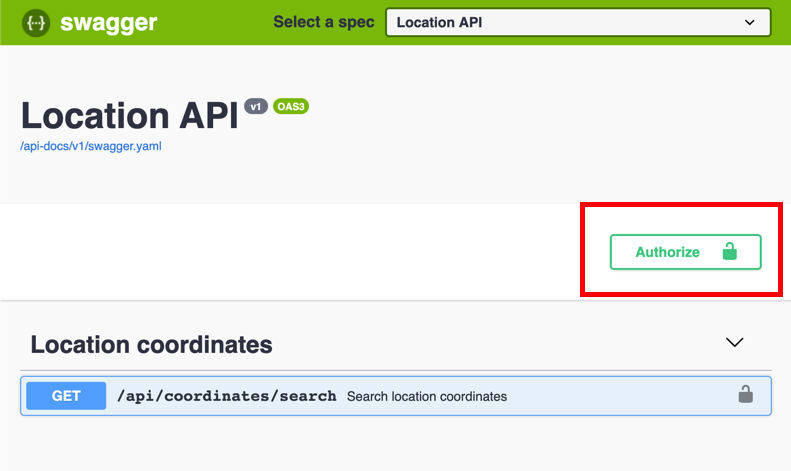 {···} swagger
Select a spec
Location API
Location API v1 OAS3
/api-docs/v1/swagger.yaml
Authorize
Location coordinates
GET /api/coordinates/search Search location coordinates